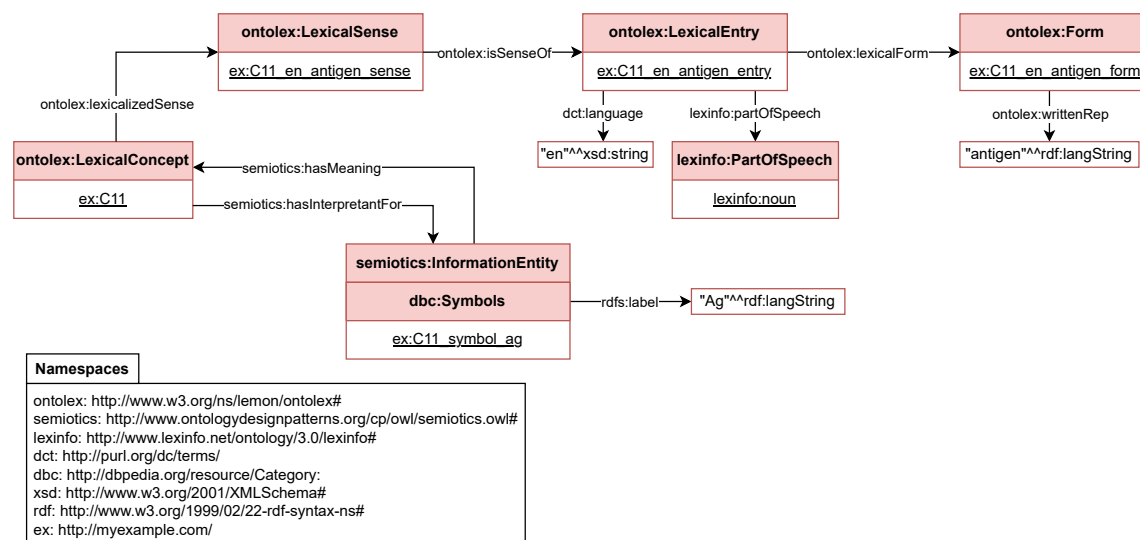 ontolex:LexicalSense
ex:C11_en_antigen_sense
ontolex:isSenseOf
ontolex:LexicalEntry
ex:C11_en_antigen_entry
ontolex:lexicalForm
ontolex:Form
ex:C11_en_antigen_form
ontolex:lexicalizedSense
dct:language
lexinfo:partOfSpeech
ontolex:writtenRep
"en"^^xsd:string
lexinfo:PartOfSpeech
lexinfo:noun
"antigen"^^rdf:langString
ontolex:LexicalConcept
ex:C11
semiotics:hasMeaning
semiotics:hasInterpretantFor
semiotics:InformationEntity
dbc:Symbols
ex:C11_symbol_ag
rdfs:label
"Ag"^^rdf:langString
Namespaces
ontolex: http://www.w3.org/ns/lemon/ontolex#
semiotics: http://www.ontologydesignpatterns.org/cp/owl/semiotics.owl#
lexinfo: http://www.lexinfo.net/ontology/3.0/lexinfo#
dct: http://purl.org/dc/terms/
dbc: http://dbpedia.org/resource/Category:
xsd: http://www.w3.org/2001/XMLSchema#
rdf: http://www.w3.org/1999/02/22-rdf-syntax-ns#
ex: http://myexample.com/